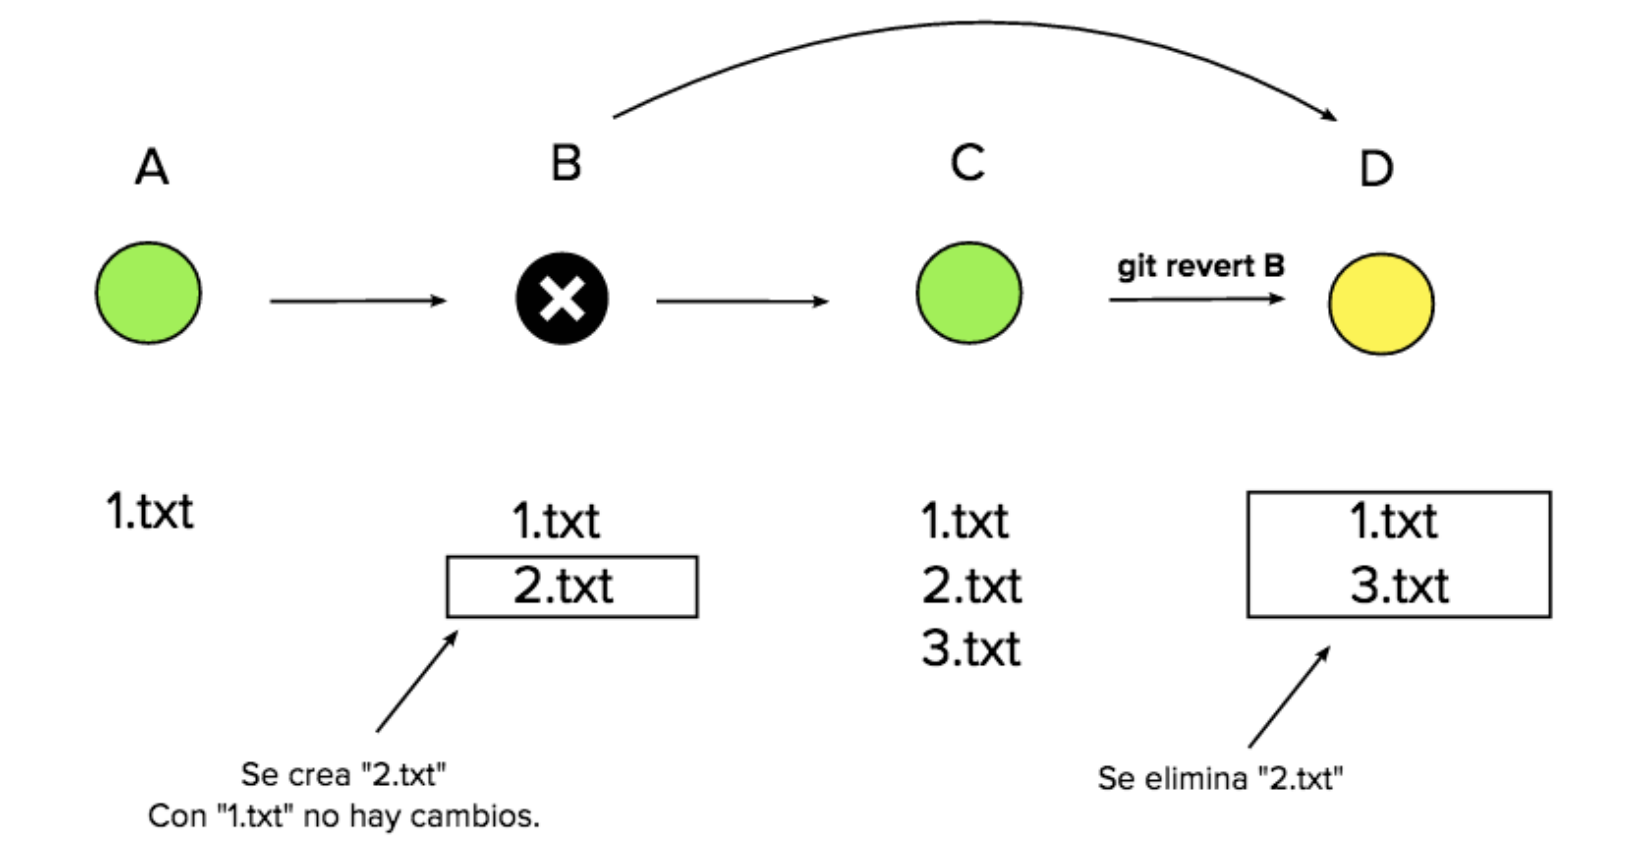 A
B
C
D
git revert B
1.txt
1.txt
2.txt
1.txt
2.txt
3.txt
1.txt
3.txt
Se crea "2.txt"
Con "1.txt" no hay cambios.
Se elimina "2.txt"